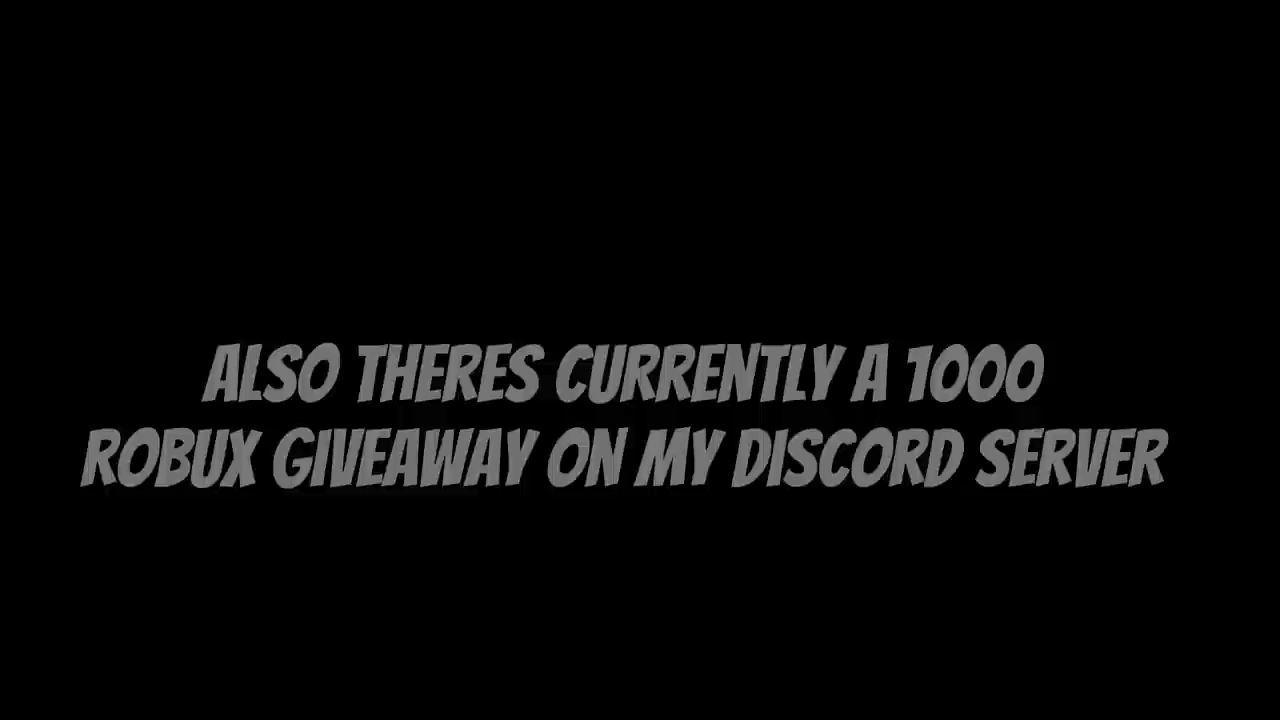 ALSO THERES CURRENTLY A 1000
ROBUX GIVEAWAY ON MY DISCORD SERVER